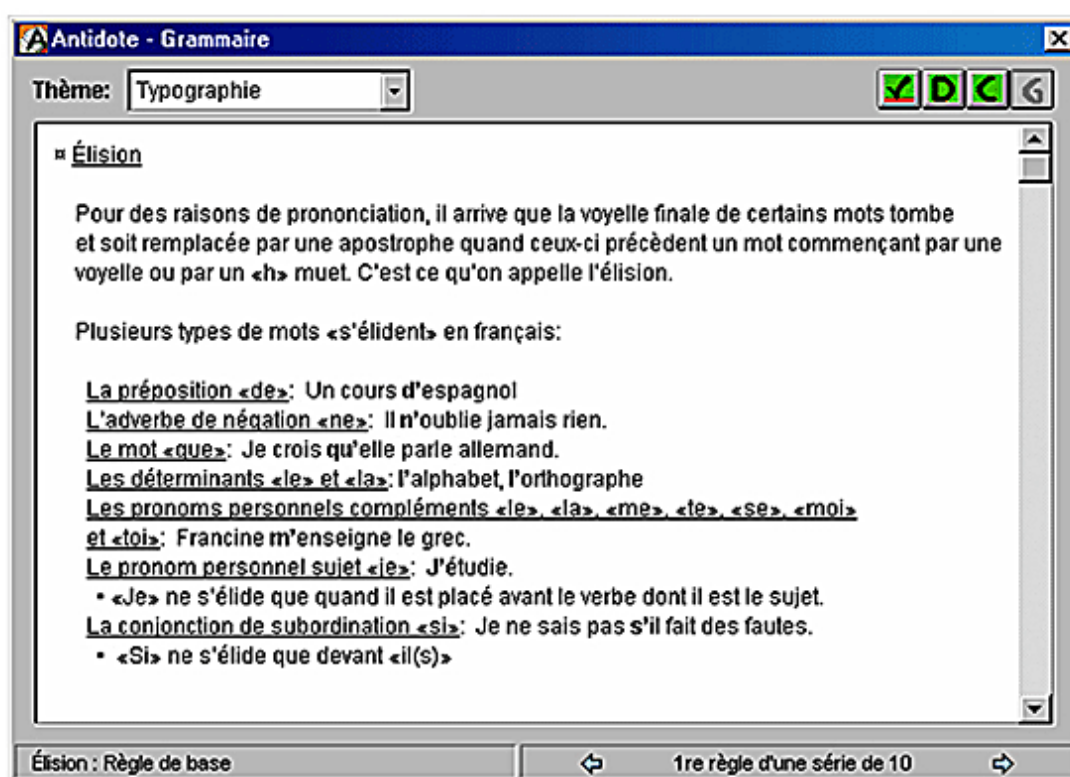 Antidote - Grammaire
Thème: Typographie
¤ Élision
Pour des raisons de prononciation, il arrive que la voyelle finale de certains mots tombe
et soit remplacée par une apostrophe quand ceux-ci précèdent un mot commençant par une
voyelle ou par un «h» muet. C'est ce qu'on appelle l'élision.
Plusieurs types de mots «s'élident» en français:
La préposition «de»: Un cours d'espagnol
L'adverbe de négation «ne»: Il n'oublie jamais rien.
Le mot «que»: Je crois qu'elle parle allemand.
Les déterminants «le» et «la»: l'alphabet, l'orthographe
Les pronoms personnels compléments «le», «la», «me», «te», «se», «moi»
et «toi»: Francine m'enseigne le grec.
Le pronom personnel sujet «je»: J'étudie.
• «Je» ne s'élide que quand il est placé avant le verbe dont il est le sujet.
La conjonction de subordination «si»: Je ne sais pas s'il fait des fautes.
• «Si» ne s'élide que devant «il(s)»
Élision : Règle de base
1re règle d'une série de 10